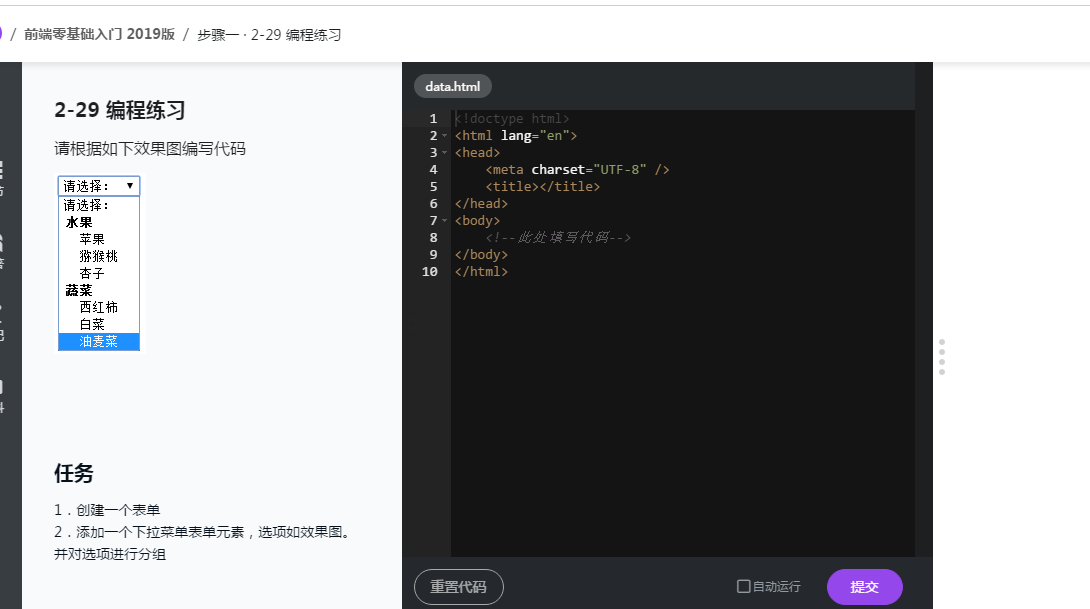 / 前端零基础入门 2019版 / 步骤一 · 2-29 编程练习
2-29 编程练习
请根据如下效果图编写代码
请选择： ▼
请选择：
水果
苹果
猕猴桃
杏子
蔬菜
西红柿
白菜
油麦菜
任务
1．创建一个表单
2．添加一个下拉菜单表单元素，选项如效果图。
并对选项进行分组
data.html
1 <!doctype html>
2 <html lang="en">
3 <head>
4 <meta charset="UTF-8" />
5 <title></title>
6 </head>
7 <body>
8 <!--此处填写代码-->
9 </body>
10 </html>
重置代码
自动运行
提交